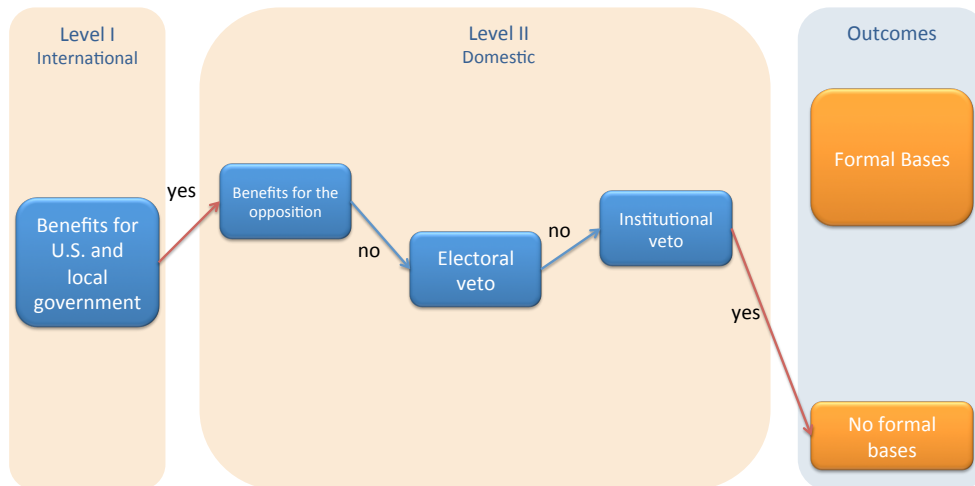 Level I
International
Level II
Domestic
Outcomes
Formal Bases
yes
Benefits for the
opposition
Benefits for
U.S. and
local
government
no
Electoral
veto
no
Institutional
veto
yes
No formal
bases